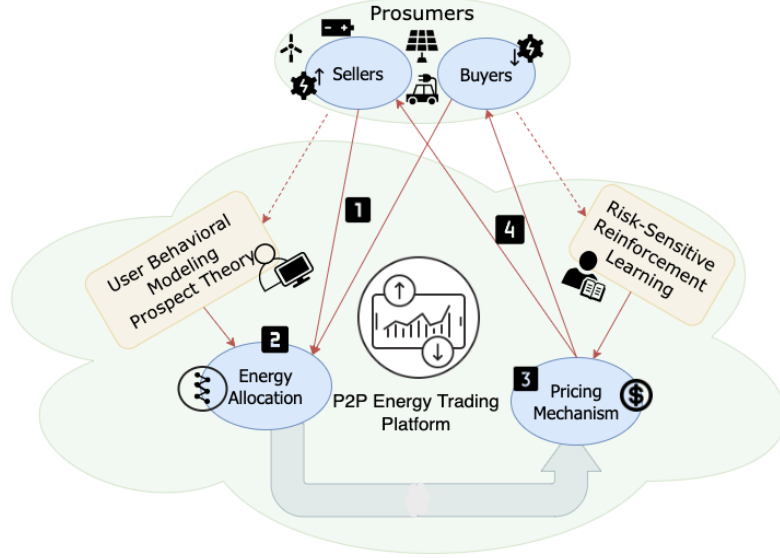 Prosumers
Sellers
Buyers
1
4
User Behavioral
Modeling
Prospect Theory
Risk-Sensitive
Reinforcement
Learning
2
Energy
Allocation
P2P Energy Trading
Platform
3
Pricing
Mechanism
$